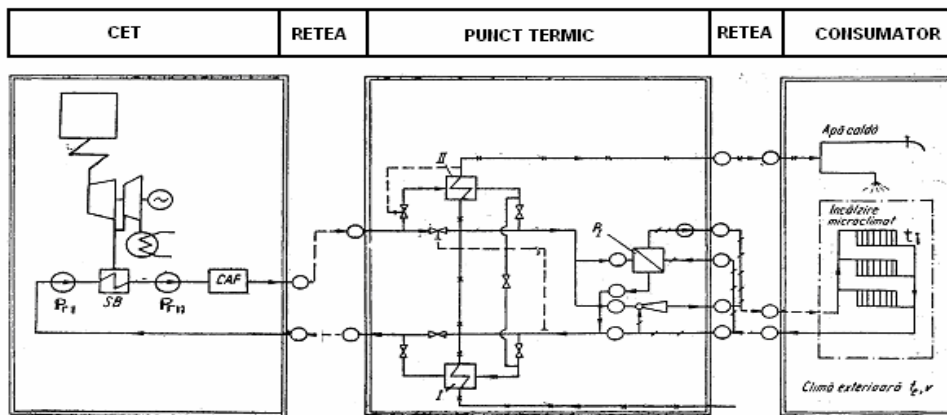 CET
RETEA
PUNCT TERMIC
RETEA
CONSUMATOR
Apă caldă
II
Încălzire
microclimat
CAF
SB
I
Climă exterioară